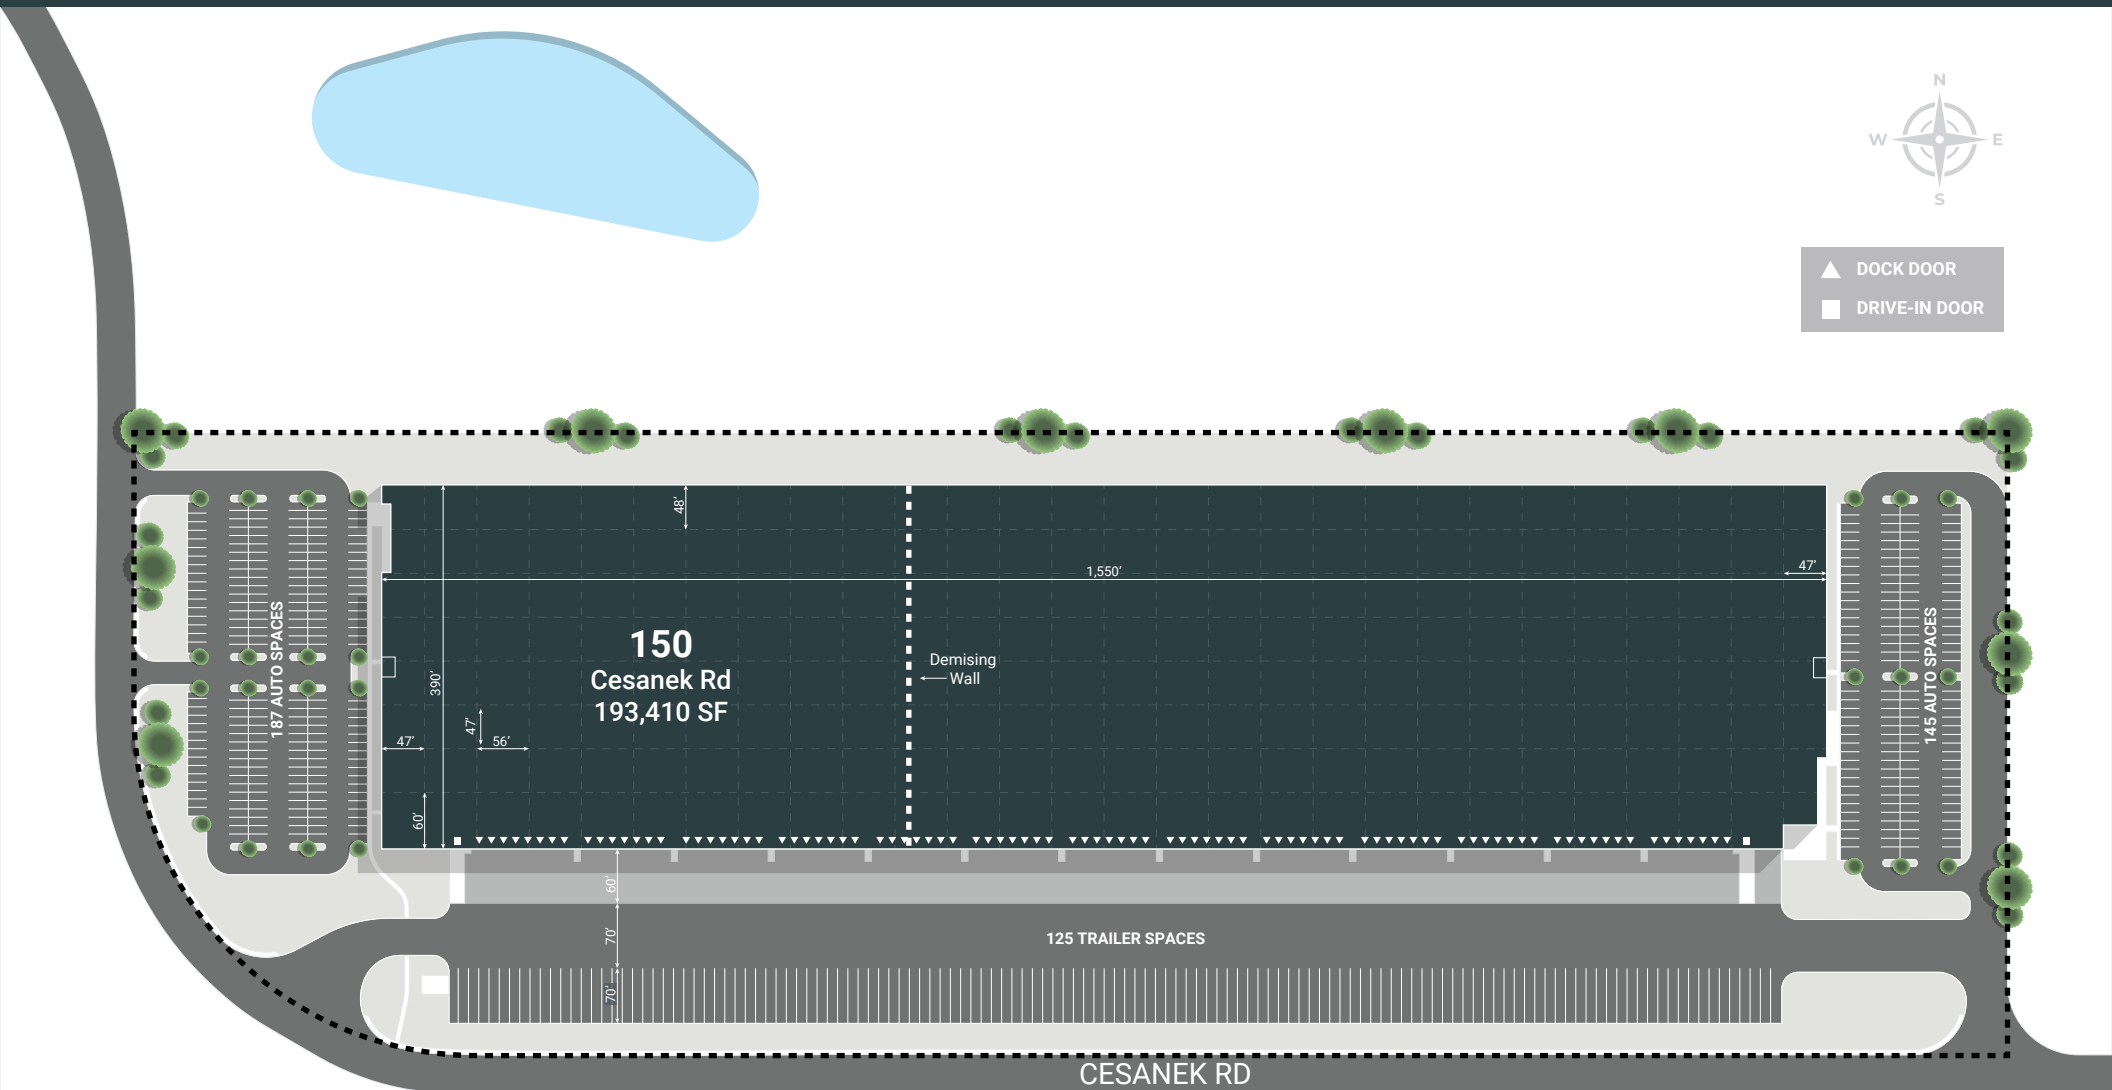 N
W
E
S
DOCK DOOR
DRIVE-IN DOOR
48'
1,550'
47'
150
Cesanek Rd
193,410 SF
Demising
Wall
187 AUTO SPACES
145 AUTO SPACES
390'
47'
47'
56'
60'
60'
70'
125 TRAILER SPACES
70'
CESANEK RD